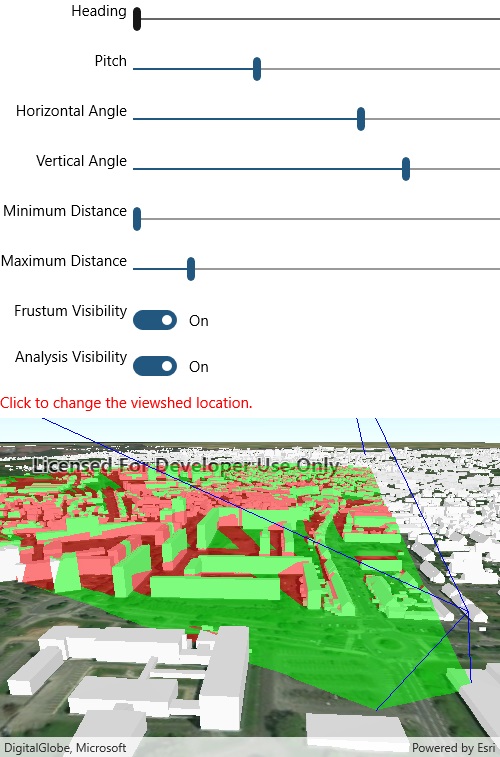 Heading
Pitch
Horizontal Angle
Vertical Angle
Minimum Distance
Maximum Distance
Frustum Visibility On
Analysis Visibility On
Click to change the viewshed location.
Licensed For Developer Use Only
DigitalGlobe, Microsoft Powered by Esri